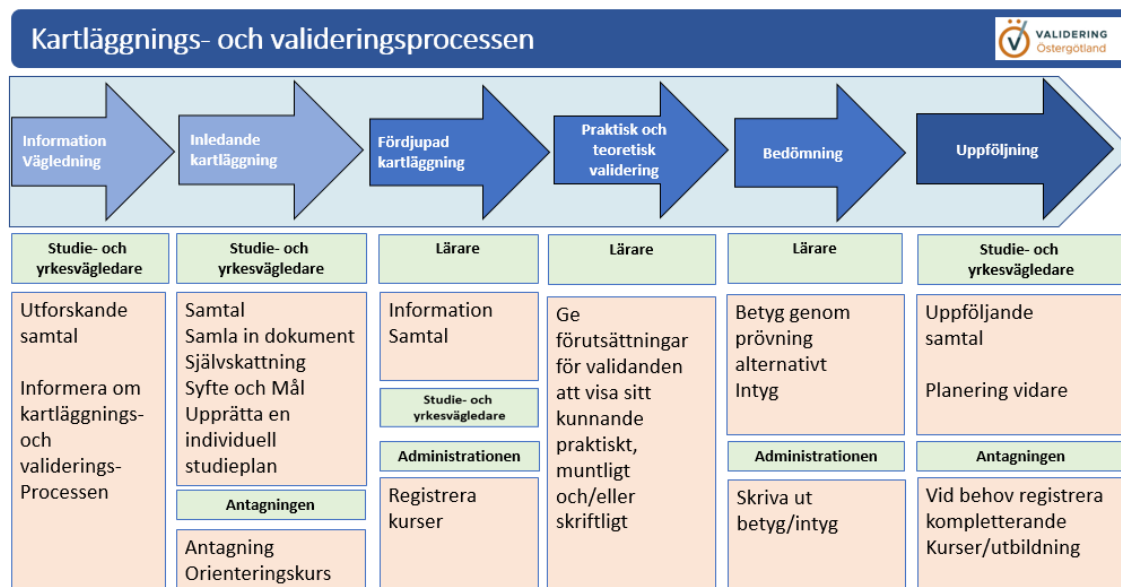 Kartläggnings- och valideringsprocessen
VALIDERING
Östergötland
Information
Vägledning
Inledande
kartläggning
Fördjupad
kartläggning
Praktisk och
teoretisk
validering
Bedömning
Uppföljning
Studie- och
yrkesvägledare
Utforskande
samtal
Informera om
kartläggnings-
och
validerings-
Processen
Studie- och
yrkesvägledare
Samtal
Samla in dokument
Självskattning
Syfte och Mål
Upprätta en
individuell
studieplan
Antagningen
Antagning
Orienteringskurs
Lärare
Information
Samtal
Studie- och
yrkesvägledare
Administrationen
Registrera
kurser
Lärare
Ge
förutsättningar
för validanden
att visa sitt
kunnande
praktiskt,
muntligt
och/eller
skriftligt
Lärare
Betyg genom
prövning
alternativt
Intyg
Administrationen
Skriva ut
betyg/intyg
Studie- och
yrkesvägledare
Uppföljande
samtal
Planering vidare
Antagningen
Vid behov registrera
kompletterande
Kurser/utbildning